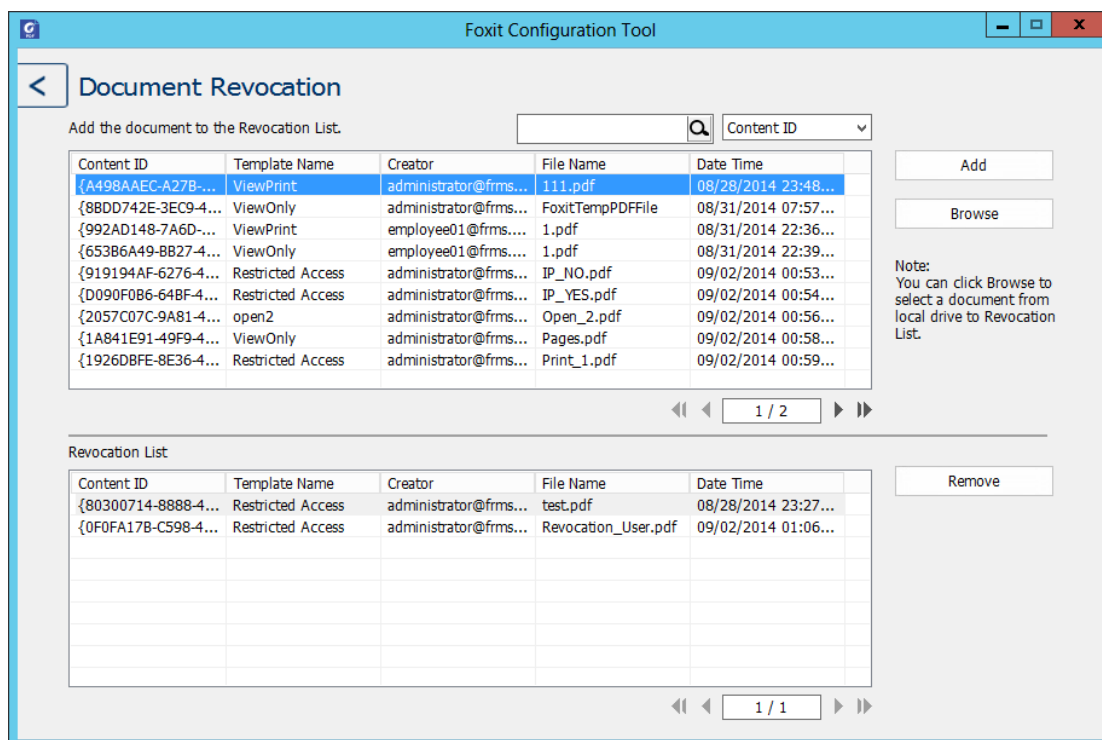 Foxit Configuration Tool
<
Document Revocation
Add the document to the Revocation List.
Content ID
Content ID Template Name Creator File Name Date Time
{A498AAEC-A27B-... ViewPrint administrator@frms... 111.pdf 08/28/2014 23:48...
{8BDD742E-3EC9-4... ViewOnly administrator@frms... FoxitTempPDFFile 08/31/2014 07:57...
{992AD148-7A6D-... ViewPrint employee01@frms.... 1.pdf 08/31/2014 22:36...
{653B6A49-BB27-4... ViewOnly employee01@frms.... 1.pdf 08/31/2014 22:39...
{919194AF-6276-4... Restricted Access administrator@frms... IP_NO.pdf 09/02/2014 00:53...
{D090F0B6-64BF-4... Restricted Access administrator@frms... IP_YES.pdf 09/02/2014 00:54...
{2057C07C-9A81-4... open2 administrator@frms... Open_2.pdf 09/02/2014 00:56...
{1A841E91-49F9-4... ViewOnly administrator@frms... Pages.pdf 09/02/2014 00:58...
{1926DBFE-8E36-4... Restricted Access administrator@frms... Print_1.pdf 09/02/2014 00:59...
1 / 2
Add
Browse
Note:
You can click Browse to
select a document from
local drive to Revocation
List.
Revocation List
Content ID Template Name Creator File Name Date Time
{80300714-8888-4... Restricted Access administrator@frms... test.pdf 08/28/2014 23:27...
{0F0FA17B-C598-4... Restricted Access administrator@frms... Revocation_User.pdf 09/02/2014 01:06...
1 / 1
Remove